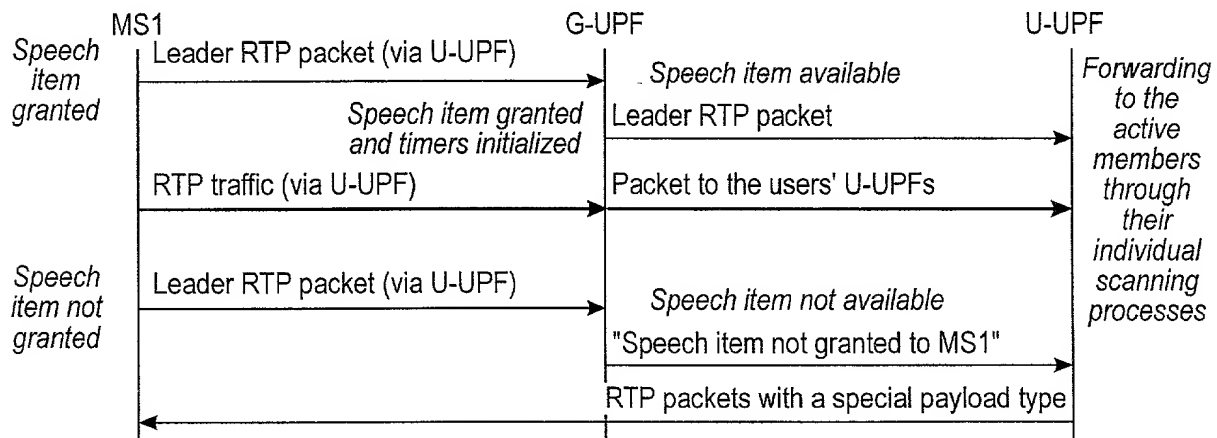 MS1 G-UPF U-UPF
Speech
item
granted
Leader RTP packet (via U-UPF)
Speech item available
Speech item granted
and timers initialized
Leader RTP packet
RTP traffic (via U-UPF)
Packet to the users' U-UPFs
Forwarding
to the
active
members
through
their
individual
scanning
processes
Speech
item not
granted
Leader RTP packet (via U-UPF)
Speech item not available
"Speech item not granted to MS1"
RTP packets with a special payload type